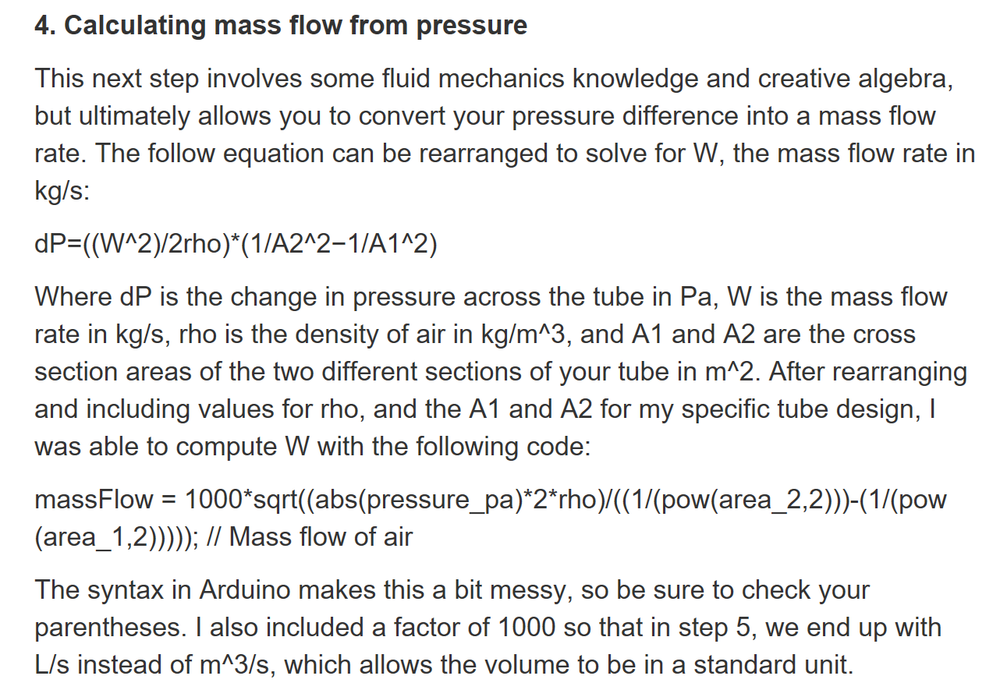 4. Calculating mass flow from pressure
This next step involves some fluid mechanics knowledge and creative algebra,
but ultimately allows you to convert your pressure difference into a mass flow
rate. The follow equation can be rearranged to solve for W, the mass flow rate in
kg/s:
dP=((W^2)/2rho)*(1/A2^2−1/A1^2)
Where dP is the change in pressure across the tube in Pa, W is the mass flow
rate in kg/s, rho is the density of air in kg/m^3, and A1 and A2 are the cross
section areas of the two different sections of your tube in m^2. After rearranging
and including values for rho, and the A1 and A2 for my specific tube design, I
was able to compute W with the following code:
massFlow = 1000*sqrt((abs(pressure_pa)*2*rho)/((1/(pow(area_2,2)))-(1/(pow
(area_1,2))))); // Mass flow of air
The syntax in Arduino makes this a bit messy, so be sure to check your
parentheses. I also included a factor of 1000 so that in step 5, we end up with
L/s instead of m^3/s, which allows the volume to be in a standard unit.